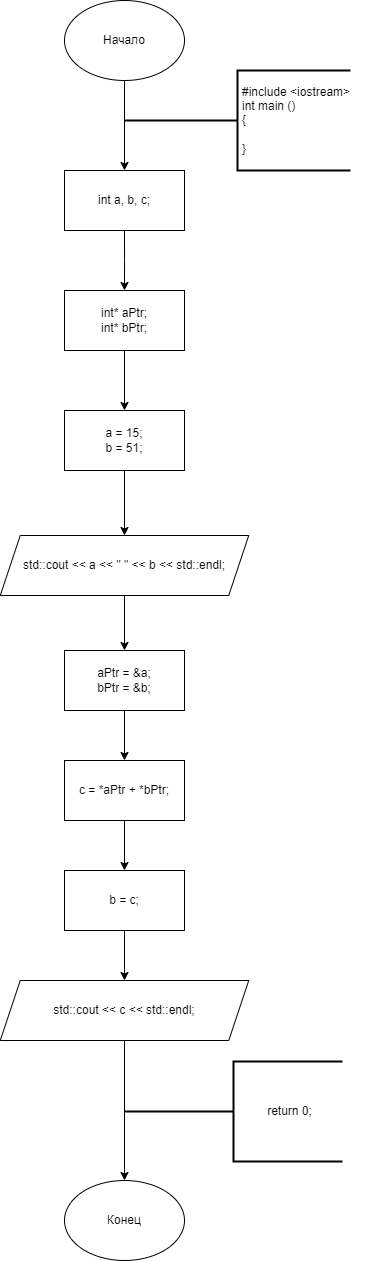 Начало
#include <iostream>
int main ()
{
}
int a, b, c;
int* aPtr;
int* bPtr;
a = 15;
b = 51;
std::cout << a << " " << b << std::endl;
aPtr = &a;
bPtr = &b;
c = *aPtr + *bPtr;
b = c;
std::cout << c << std::endl;
return 0;
Конец